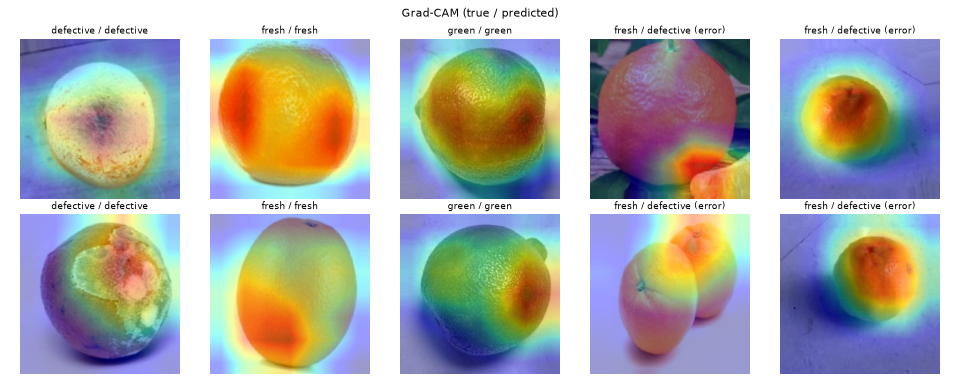 Grad-CAM (true / predicted)
defective / defective
fresh / fresh
green / green
fresh / defective (error)
fresh / defective (error)
defective / defective
fresh / fresh
green / green
fresh / defective (error)
fresh / defective (error)